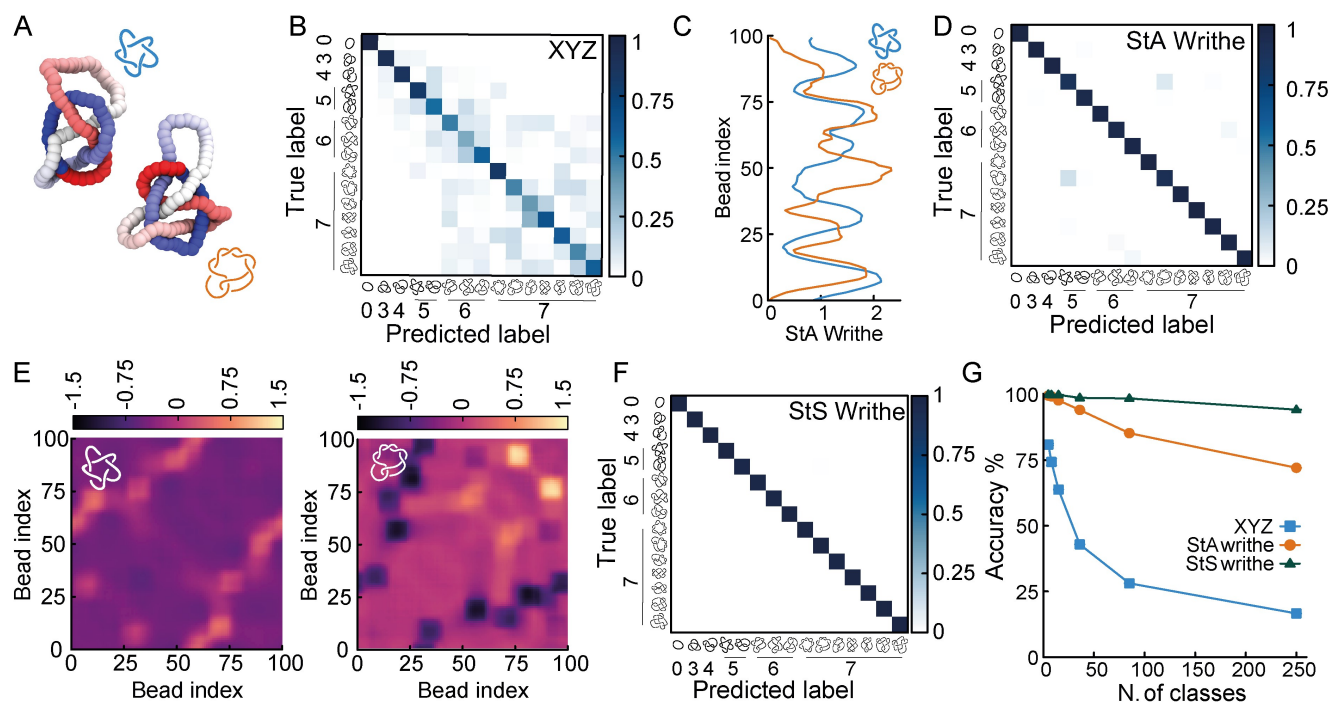 A
B
XYZ
1
0.75
0.5
0.25
0
True label
0
3
4
5
6
7
0 3 4 5 6 7
Predicted label
C
100
75
50
25
0
Bead index
0 1 2
StA Writhe
D
StA Writhe
1
0.75
0.5
0.25
0
True label
0
3
4
5
6
7
0 3 4 5 6 7
Predicted label
E
-1.5 -0.75 0 0.75 1.5
100
75
50
25
0
Bead index
0 25 50 75 100
Bead index
-1.5 -0.75 0 0.75 1.5
100
75
50
25
0
Bead index
0 25 50 75 100
Bead index
F
StS Writhe
1
0.75
0.5
0.25
0
True label
0
3
4
5
6
7
0 3 4 5 6 7
Predicted label
G
100
75
50
25
0
Accuracy %
XYZ
StA writhe
StS writhe
0 50 100 150 200 250
N. of classes